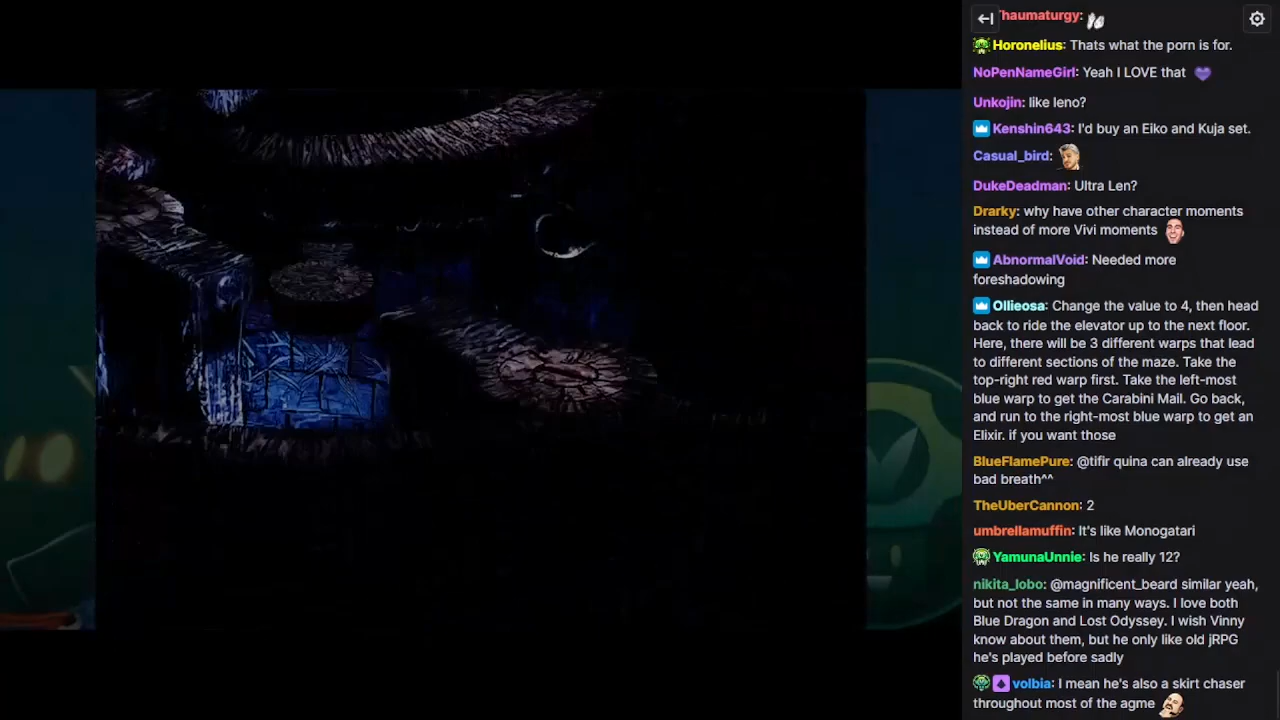 Thaumaturgy:
Horonelius: Thats what the porn is for.
NoPenNameGirl: Yeah I LOVE that
Unkojin: like leno?
Kenshin643: I'd buy an Eiko and Kuja set.
Casual_bird:
DukeDeadman: Ultra Len?
Drarky: why have other character moments
instead of more Vivi moments
AbnormalVoid: Needed more
foreshadowing
Ollieosa: Change the value to 4, then head
back to ride the elevator up to the next floor.
Here, there will be 3 different warps that lead
to different sections of the maze. Take the
top-right red warp first. Take the left-most
blue warp to get the Carabini Mail. Go back,
and run to the right-most blue warp to get an
Elixir. if you want those
BlueFlamePure: @tifir quina can already use
bad breath^^
TheUberCannon: 2
umbrellamuffin: It's like Monogatari
YamunaUnnie: Is he really 12?
nikita_lobo: @magnificent_beard similar yeah,
but not the same in many ways. I love both
Blue Dragon and Lost Odyssey. I wish Vinny
know about them, but he only like old jRPG
he's played before sadly
volbia: I mean he's also a skirt chaser
throughout most of the agme